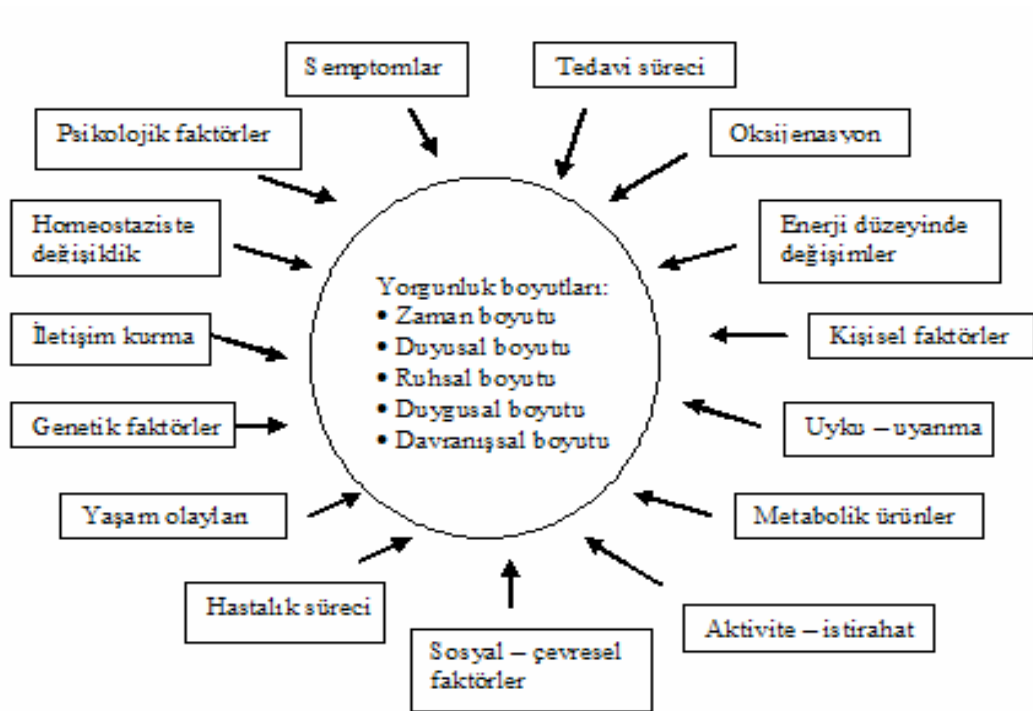 Semptomlar
Tedavi süreci
Psikolojik faktörler
Oksijenasyon
Homeostaziste
değişiklik
Enerji düzeyinde
değişimler
Yorgunluk boyutları:
• Zaman boyutu
• Duyusal boyutu
• Ruhsal boyutu
• Duygusal boyutu
• Davranışsal boyutu
İletişim kurma
Kişisel faktörler
Genetik faktörler
Uyku – uyanma
Yaşam olayları
Metabolik ürünler
Hastalık süreci
Aktivite – istirahat
Sosyal – çevresel
faktörler